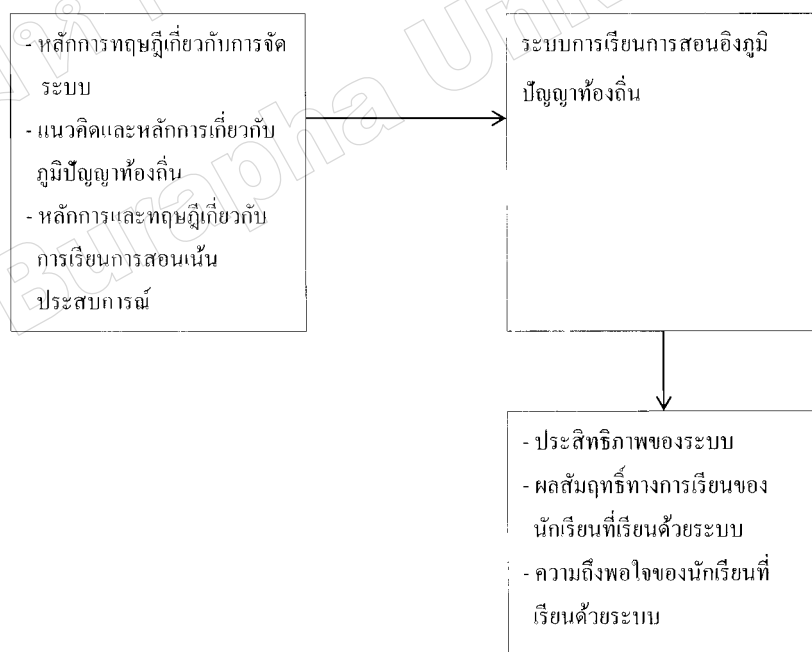 - หลักการทฤษฎีเกี่ยวกับการจัด
ระบบ
- แนวคิดและหลักการเกี่ยวกับ
ภูมิปัญญาท้องถิ่น
- หลักการและทฤษฎีเกี่ยวกับ
การเรียนการสอนเน้น
ประสบการณ์
ระบบการเรียนการสอนอิงภูมิ
ปัญญาท้องถิ่น
- ประสิทธิภาพของระบบ
- ผลสัมฤทธิ์ทางการเรียนของ
นักเรียนที่เรียนด้วยระบบ
- ความถึงพอใจของนักเรียนที่
เรียนด้วยระบบ
Burapha Uni